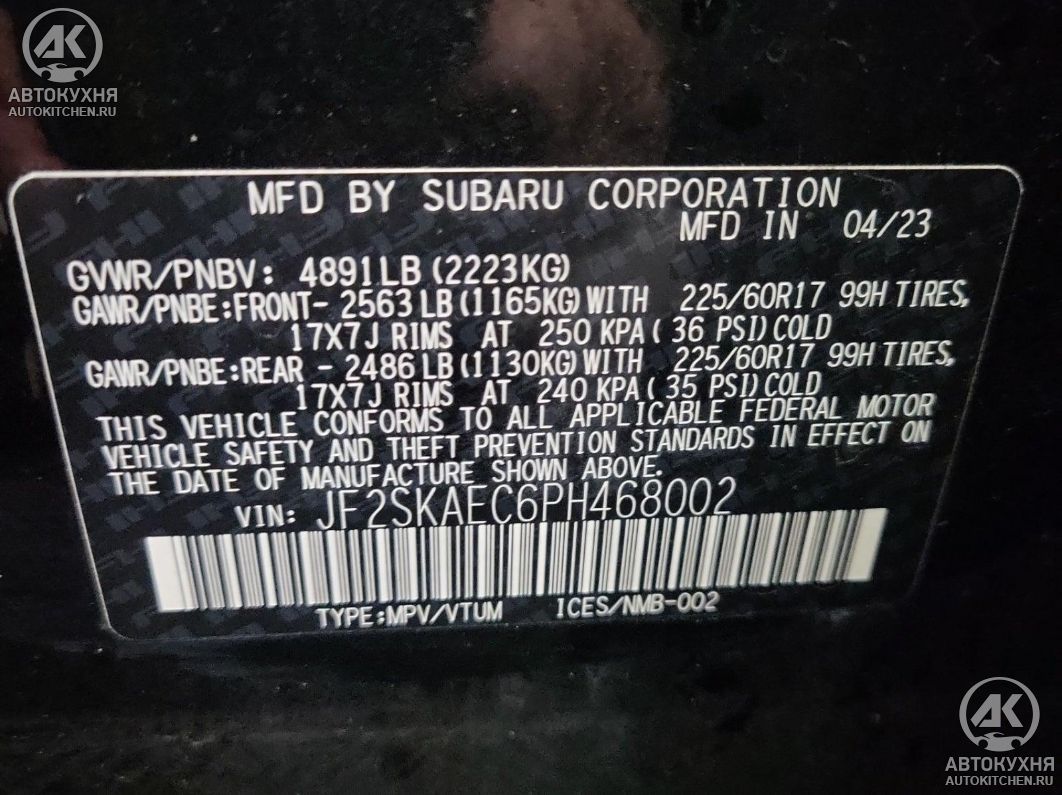 AK
АВТОКУХНЯ
AUTOKITCHEN.RU
MFD BY SUBARU CORPORATION
MFD IN 04/23
GVWR/PNBV: 4891LB (2223KG)
GAWR/PNBE:FRONT- 2563 LB (1165KG) WITH 225/60R17 99H TIRES,
17X7J RIMS AT 250 KPA ( 36 PSI) COLD
GAWR/PNBE:REAR - 2486 LB (1130KG) WITH 225/60R17 99H TIRES,
17X7J RIMS AT 240 KPA ( 35 PSI) COLD
THIS VEHICLE CONFORMS TO ALL APPLICABLE FEDERAL MOTOR
VEHICLE SAFETY AND THEFT PREVENTION STANDARDS IN EFFECT ON
THE DATE OF MANUFACTURE SHOWN ABOVE.
VIN: JF2SKAEC6PH468002
TYPE:MPV/VTUM ICES/NMB-002
AK
АВТОКУХНЯ
AUTOKITCHEN.RU